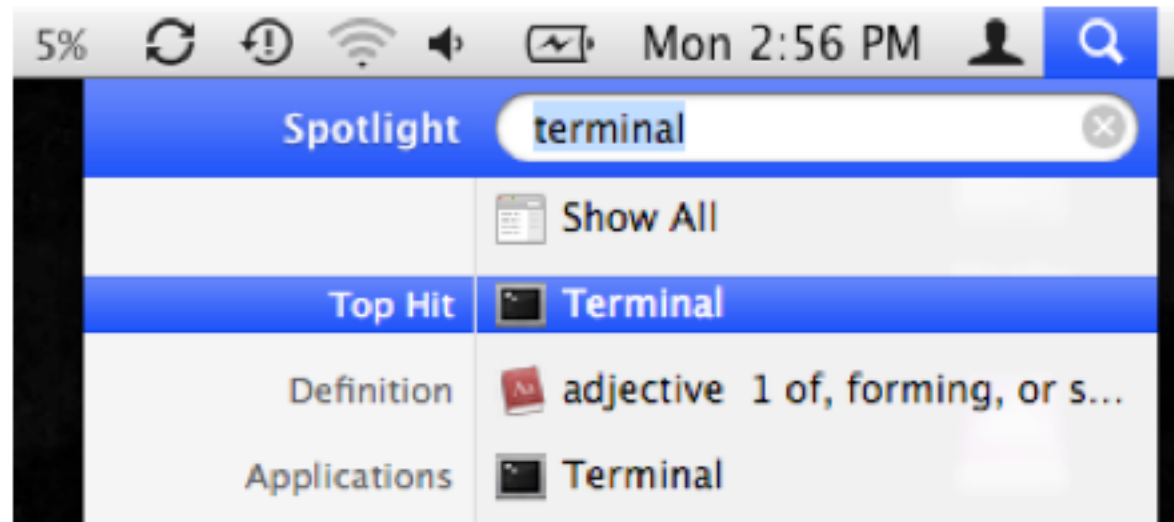 5% Mon 2:56 PM
Spotlight terminal
Show All
Top Hit Terminal
Definition adjective 1 of, forming, or s...
Applications Terminal